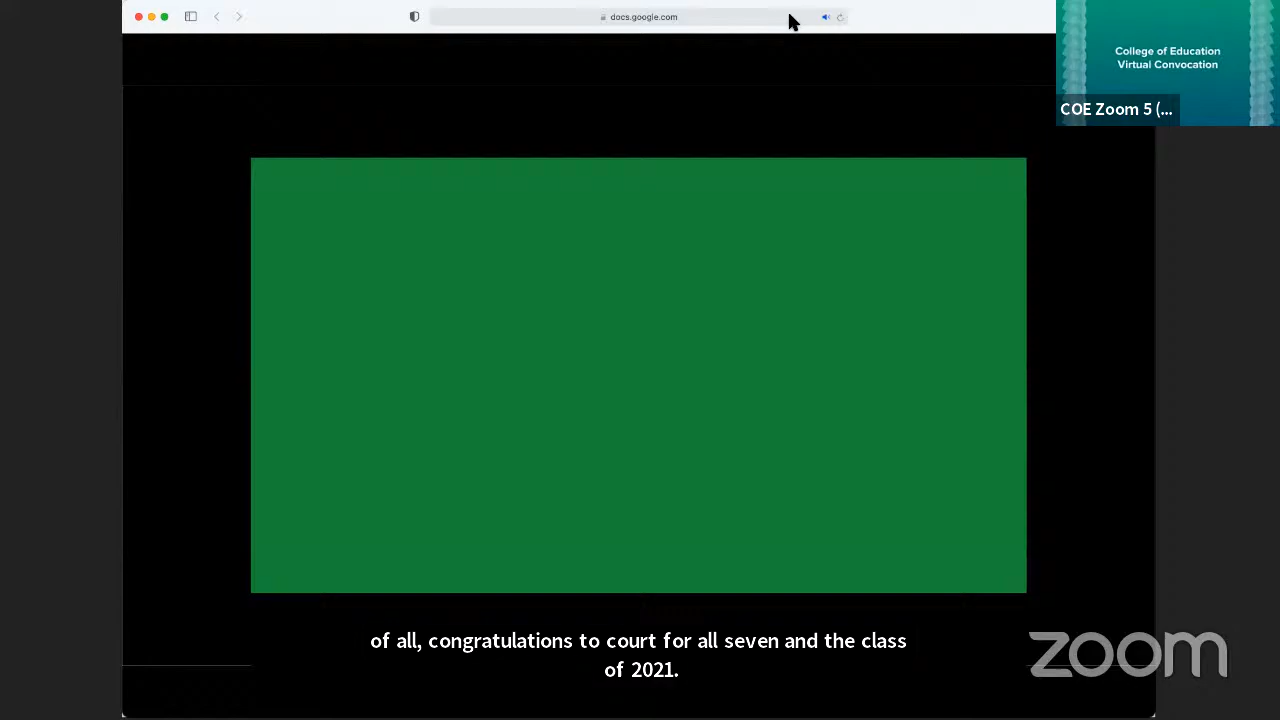 docs.google.com
College of Education
Virtual Convocation
COE Zoom 5 (...
of all, congratulations to court for all seven and the class
of 2021.
zoom